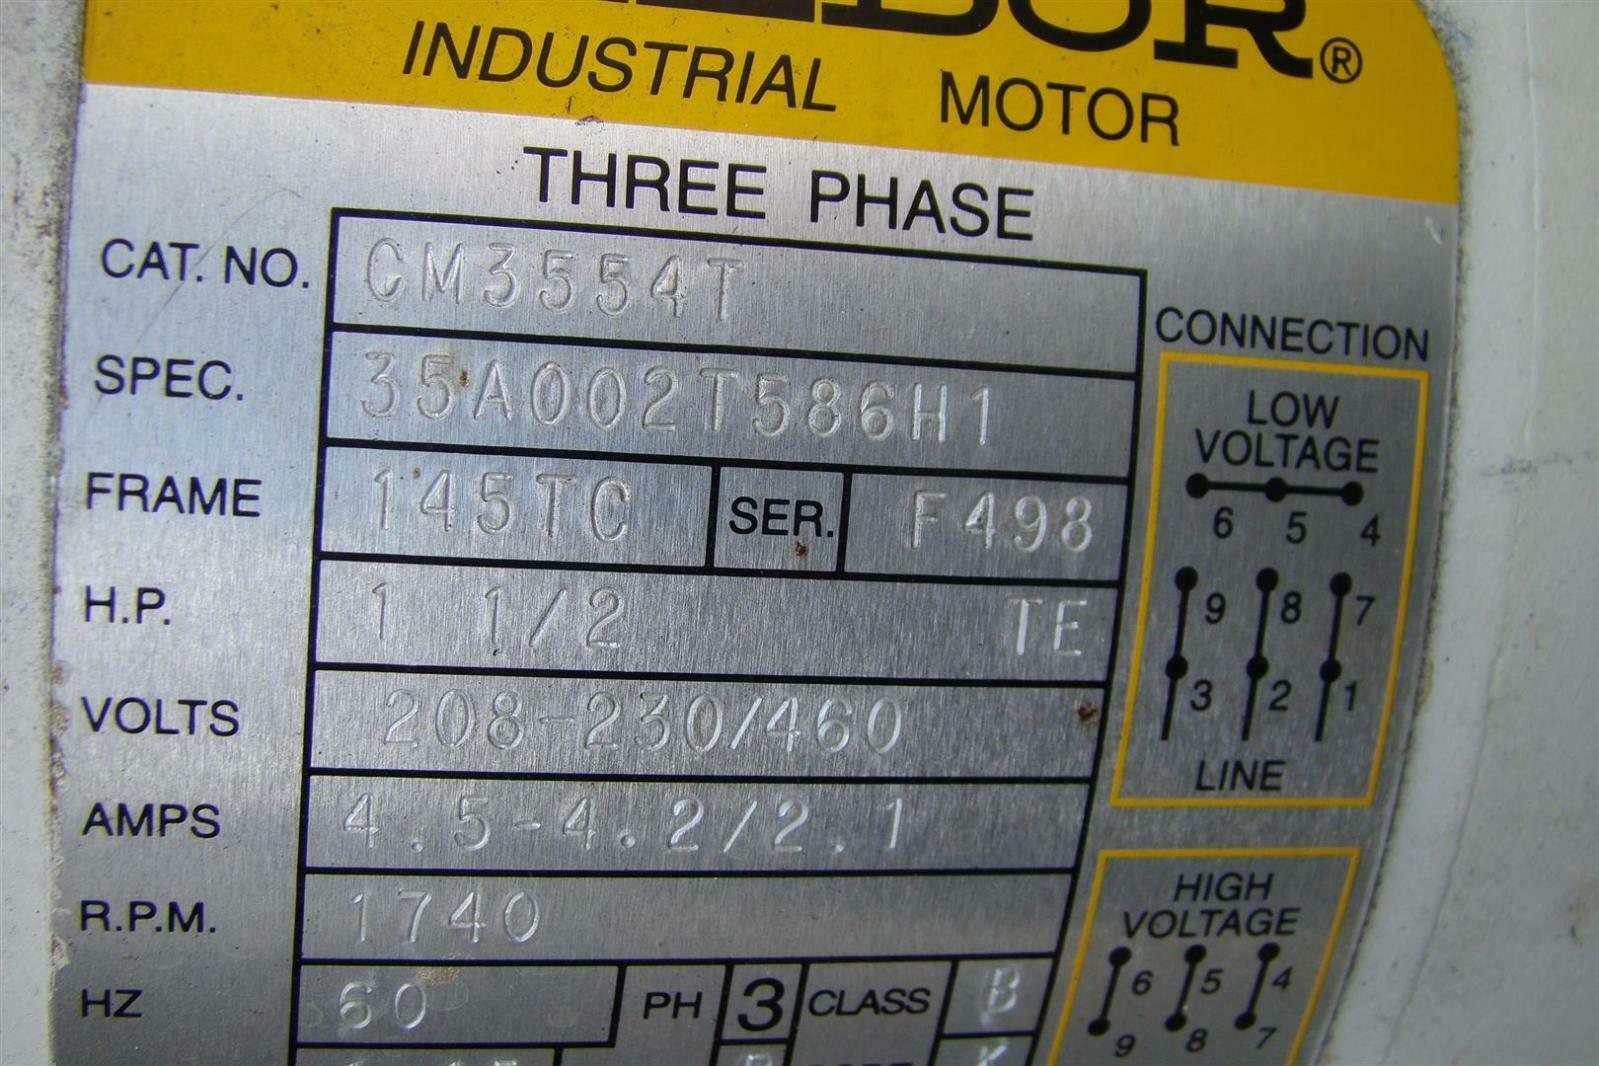 INDUSTRIAL MOTOR
THREE PHASE
CAT. NO. CM3554T
SPEC. 35A002T586H1
FRAME 145TC SER. F498
H.P. 1 1/2 TE
VOLTS 208-230/460
AMPS 4.5-4.2/2.1
R.P.M. 1740
HZ 60 PH 3 CLASS B
CONNECTION
LOW
VOLTAGE
6 5 4
9 8 7
3 2 1
LINE
HIGH
VOLTAGE
6 5 4
9 8 7